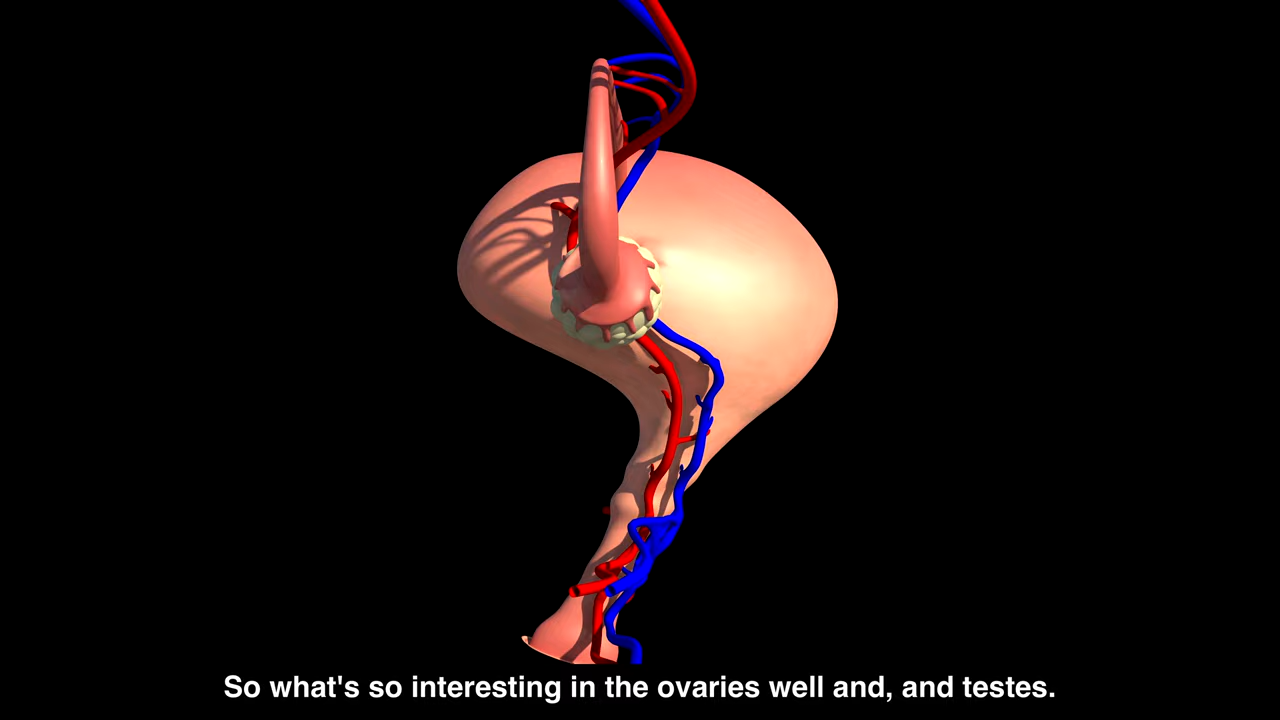 So what's so interesting in the ovaries well and, and testes.